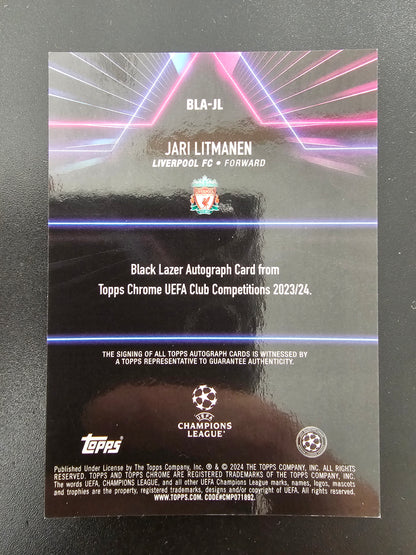 BLA-JL
JARI LITMANEN
LIVERPOOL FC • FORWARD
Black Lazer Autograph Card from
Topps Chrome UEFA Club Competitions 2023/24.
THE SIGNING OF ALL TOPPS AUTOGRAPH CARDS IS WITNESSED BY
A TOPPS REPRESENTATIVE TO GUARANTEE AUTHENTICITY.
UEFA
CHAMPIONS
LEAGUE
topps
Published Under License by The Topps Company, Inc. ® & © 2024 THE TOPPS COMPANY, INC. ALL RIGHTS
RESERVED. TOPPS AND TOPPS CHROME ARE REGISTERED TRADEMARKS OF THE TOPPS COMPANY, INC.
The words UEFA, CHAMPIONS LEAGUE, and all other UEFA Champions League marks, names, logos, mascots
and trophies are the property, registered trademarks, designs and/or copyright of UEFA. All rights reserved.
WWW.TOPPS.COM. CODE#CMP071892